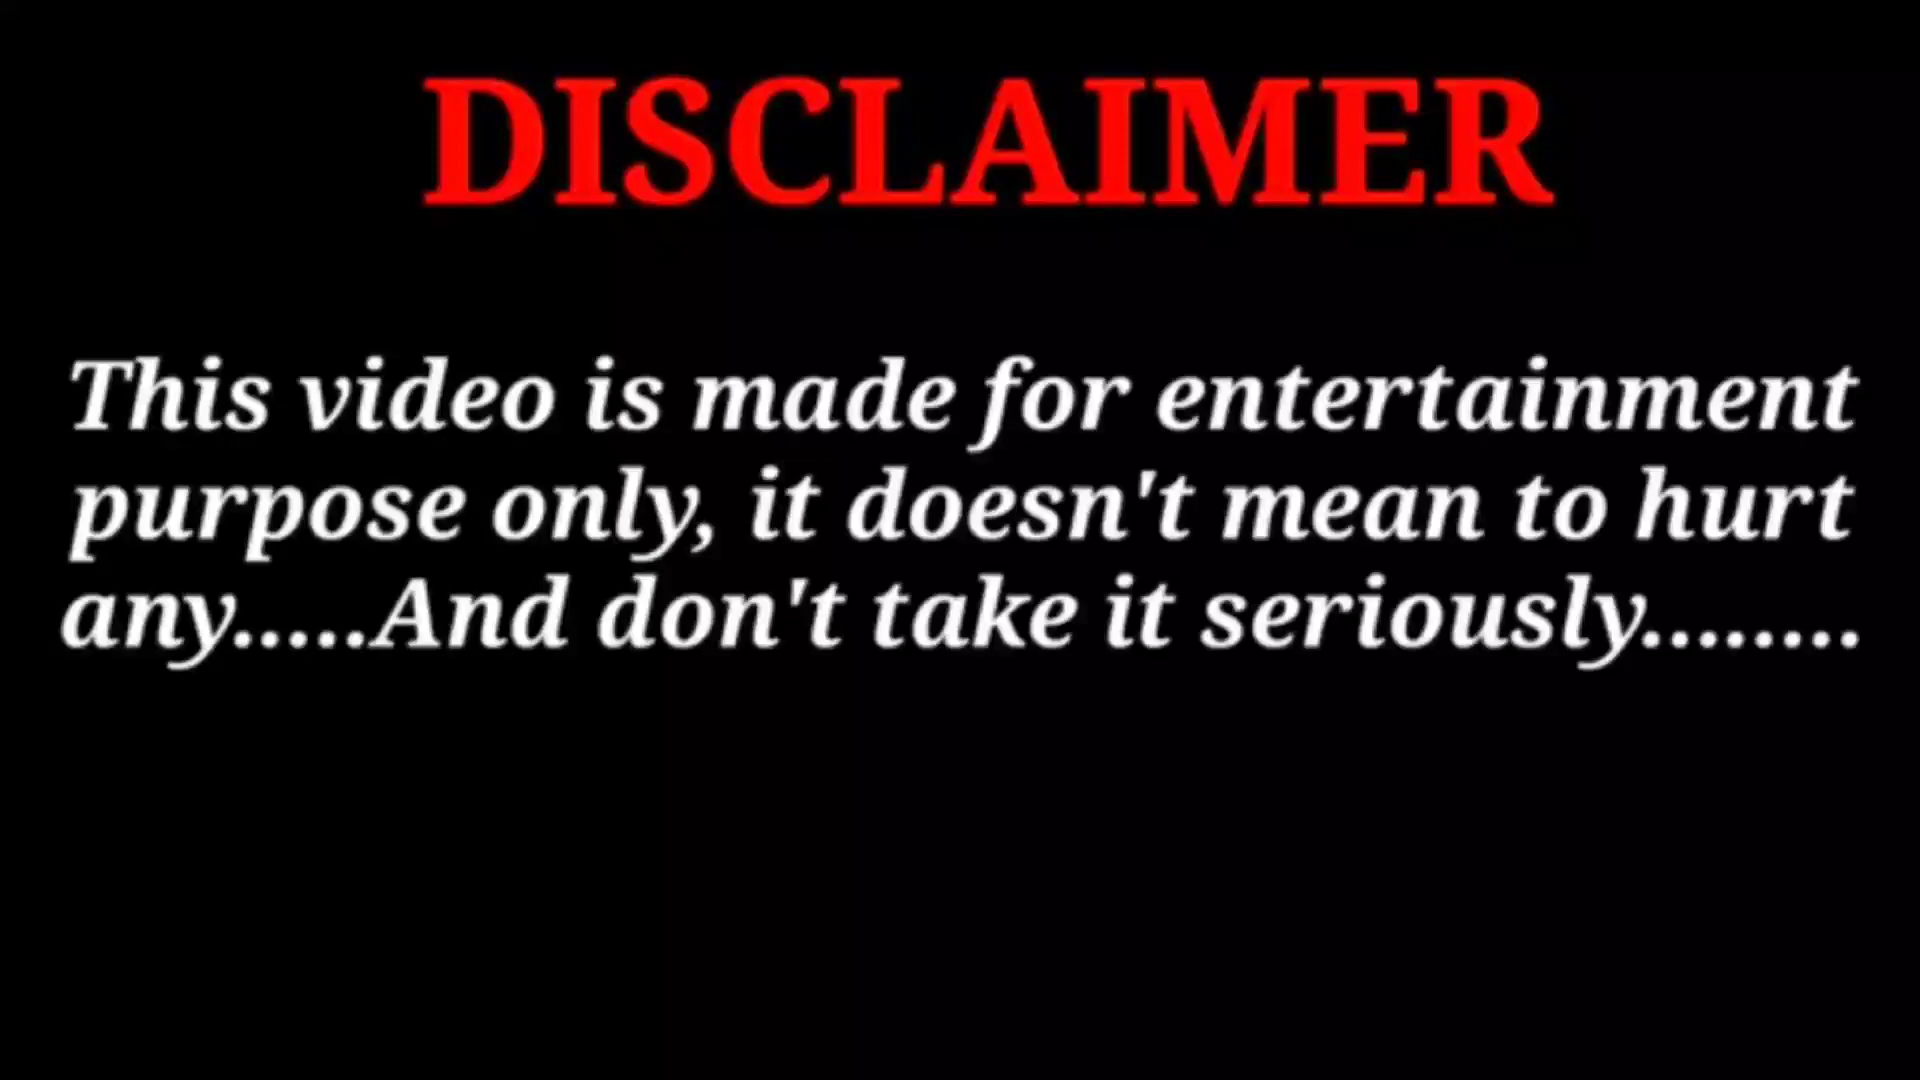 DISCLAIMER
This video is made for entertainment
purpose only, it doesn't mean to hurt
any.....And don't take it seriously........